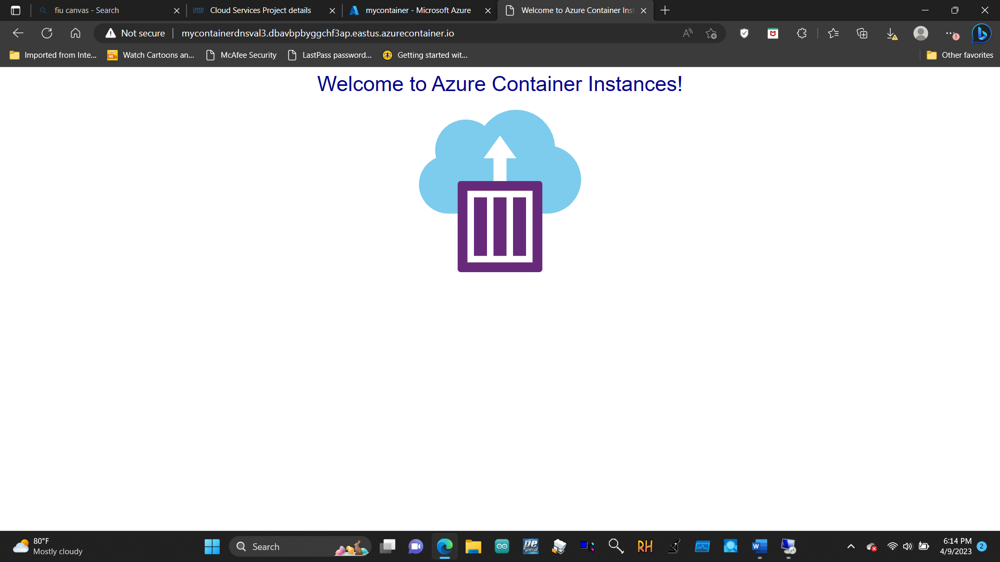 fiu canvas - Search
FIU Cloud Services Project details
mycontainer - Microsoft Azure
Welcome to Azure Container Inst
Not secure
mycontainerdnsval3.dbavbpbyggchf3ap.eastus.azurecontainer.io
Imported from Inte...
Watch Cartoons an...
McAfee Security
LastPass password...
Getting started wit...
Other favorites
Welcome to Azure Container Instances!
80°F
Mostly cloudy
Search
RH
6:14 PM
4/9/2023
2